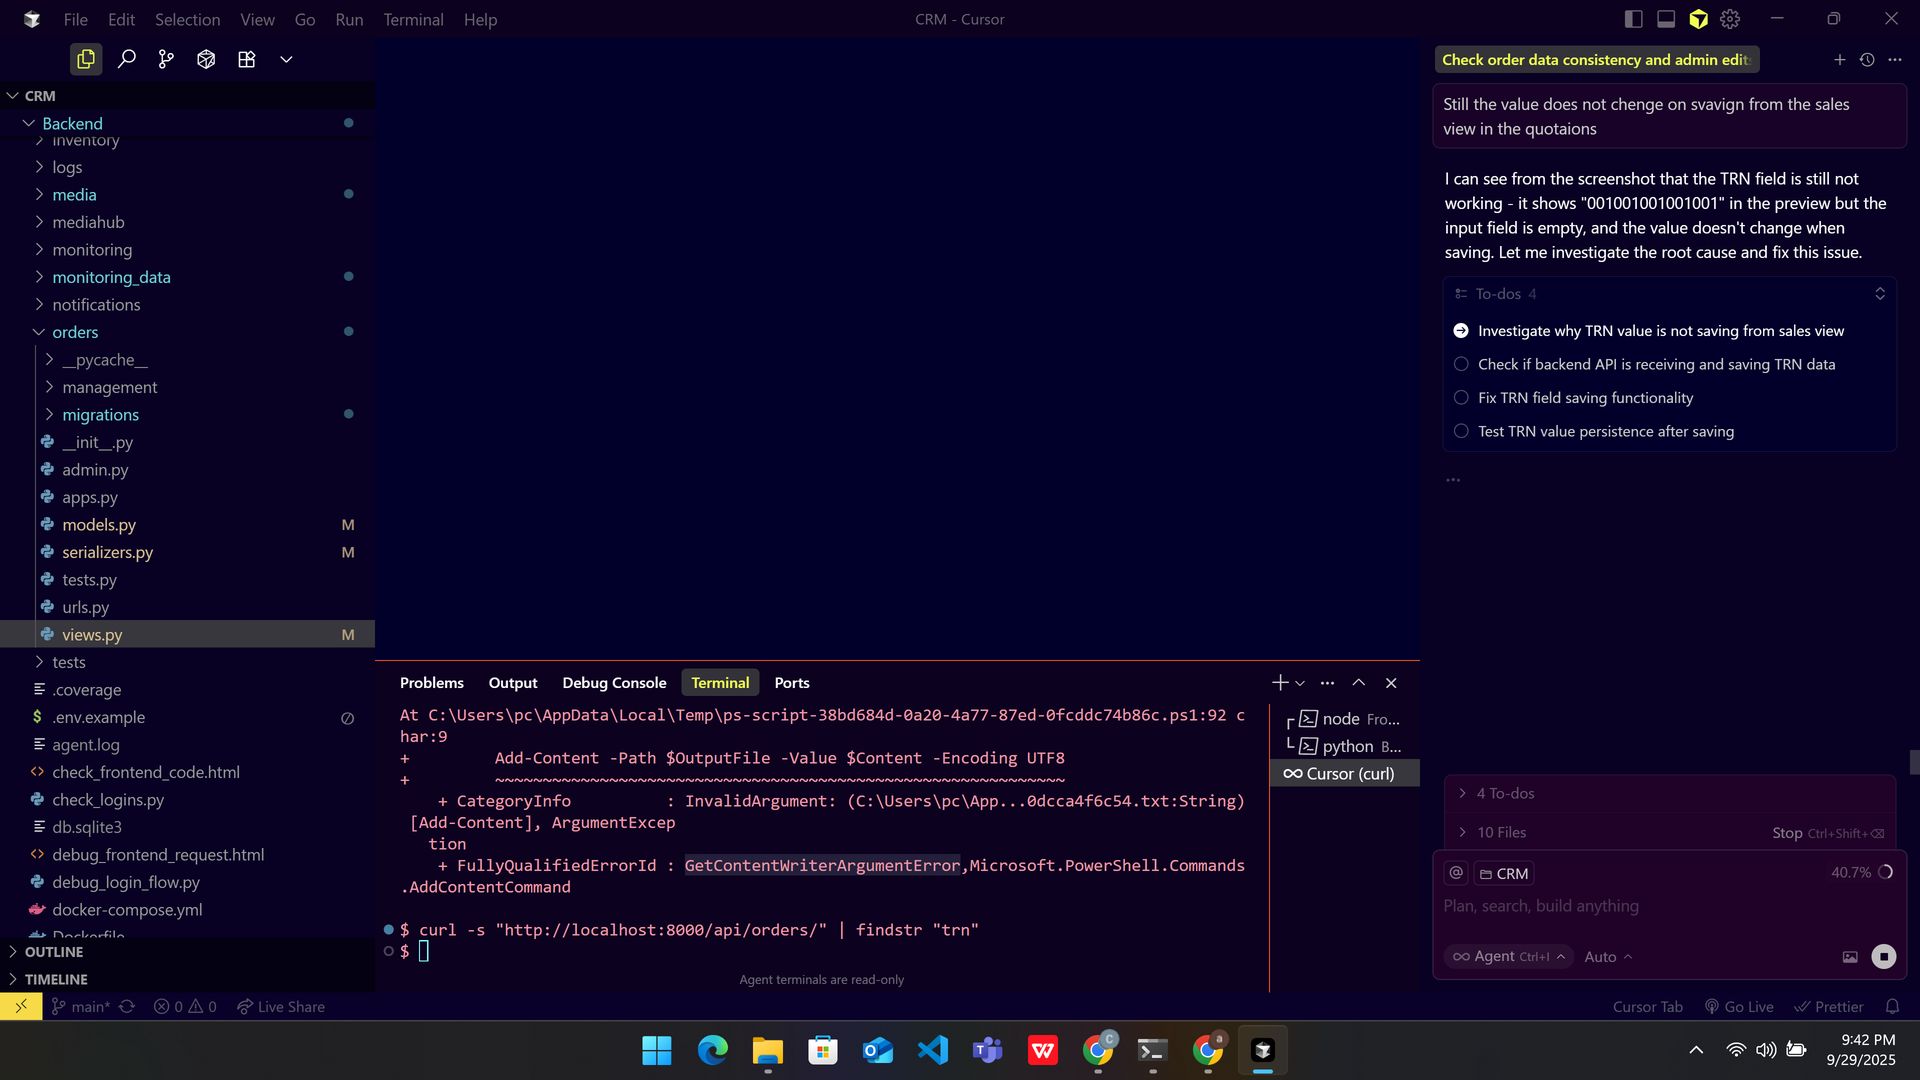 File Edit Selection View Go Run Terminal Help
CRM - Cursor
CRM
Backend
inventory
logs
media
mediahub
monitoring
monitoring_data
notifications
orders
__pycache__
management
migrations
__init__.py
admin.py
apps.py
models.py M
serializers.py M
tests.py
urls.py
views.py M
tests
.coverage
.env.example
agent.log
check_frontend_code.html
check_logins.py
db.sqlite3
debug_frontend_request.html
debug_login_flow.py
docker-compose.yml
Dockerfile
OUTLINE
TIMELINE
Problems Output Debug Console Terminal Ports
At C:\Users\pc\AppData\Local\Temp\ps-script-38bd684d-0a20-4a77-87ed-0fcddc74b86c.ps1:92 c
har:9
+         Add-Content -Path $OutputFile -Value $Content -Encoding UTF8
+         ~~~~~~~~~~~~~~~~~~~~~~~~~~~~~~~~~~~~~~~~~~~~~~~~~~~~~~~~~~~~
+ CategoryInfo          : InvalidArgument: (C:\Users\pc\App...0dcca4f6c54.txt:String)
[Add-Content], ArgumentExcep
tion
+ FullyQualifiedErrorId : GetContentWriterArgumentError,Microsoft.PowerShell.Commands
.AddContentCommand
$ curl -s "http://localhost:8000/api/orders/" | findstr "trn"
$
Agent terminals are read-only
node Fro...
python B...
Cursor (curl)
Check order data consistency and admin edit
Still the value does not chenge on svavign from the sales
view in the quotaions
I can see from the screenshot that the TRN field is still not
working - it shows "001001001001001" in the preview but the
input field is empty, and the value doesn't change when
saving. Let me investigate the root cause and fix this issue.
To-dos 4
Investigate why TRN value is not saving from sales view
Check if backend API is receiving and saving TRN data
Fix TRN field saving functionality
Test TRN value persistence after saving
4 To-dos
10 Files Stop Ctrl+Shift+⌫
@ CRM 40.7%
Plan, search, build anything
Agent Ctrl+I Auto
main* 0 0 Live Share
Cursor Tab Go Live Prettier
9:42 PM
9/29/2025